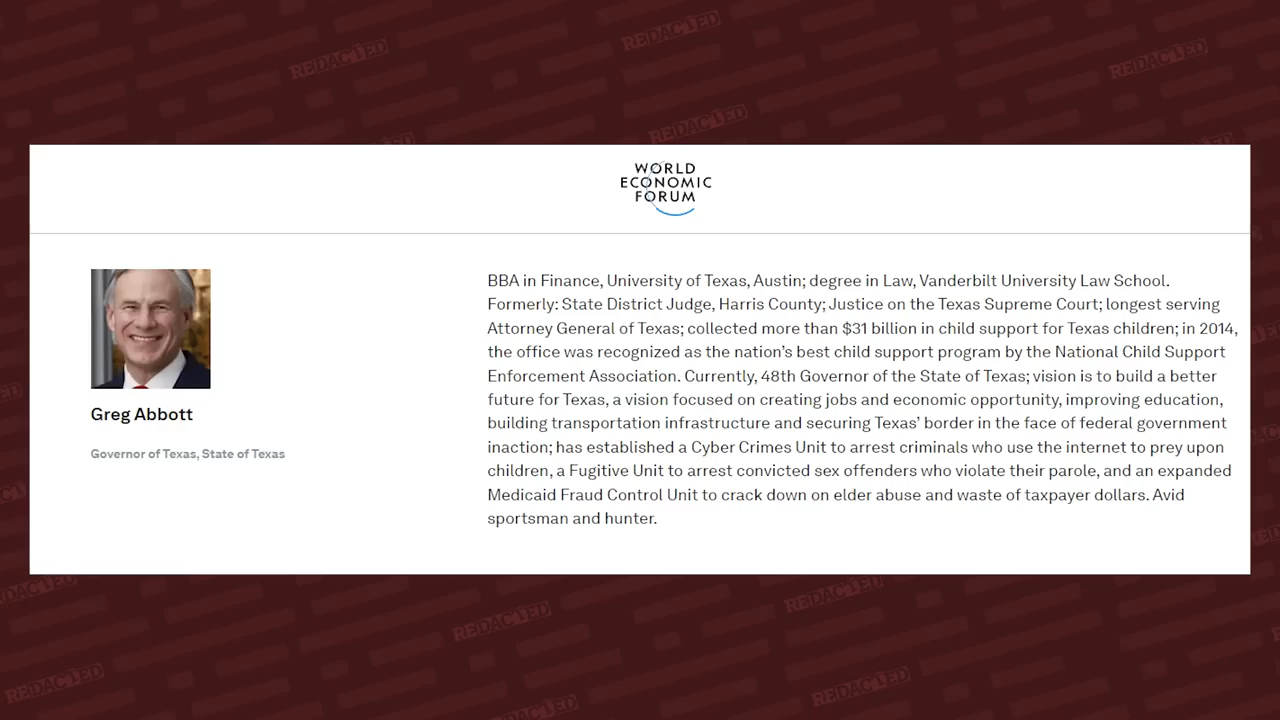 REDAC1ED
REDAC1ED
REDAC1ED
REDAC1ED
WORLD
ECONOMIC
FORUM
Greg Abbott
Governor of Texas, State of Texas
BBA in Finance, University of Texas, Austin; degree in Law, Vanderbilt University Law School.
Formerly: State District Judge, Harris County; Justice on the Texas Supreme Court; longest serving
Attorney General of Texas; collected more than $31 billion in child support for Texas children; in 2014,
the office was recognized as the nation's best child support program by the National Child Support
Enforcement Association. Currently, 48th Governor of the State of Texas; vision is to build a better
future for Texas, a vision focused on creating jobs and economic opportunity, improving education,
building transportation infrastructure and securing Texas' border in the face of federal government
inaction; has established a Cyber Crimes Unit to arrest criminals who use the internet to prey upon
children, a Fugitive Unit to arrest convicted sex offenders who violate their parole, and an expanded
Medicaid Fraud Control Unit to crack down on elder abuse and waste of taxpayer dollars. Avid
sportsman and hunter.
REDAC1ED
REDAC1ED
REDAC1ED
REDAC1ED